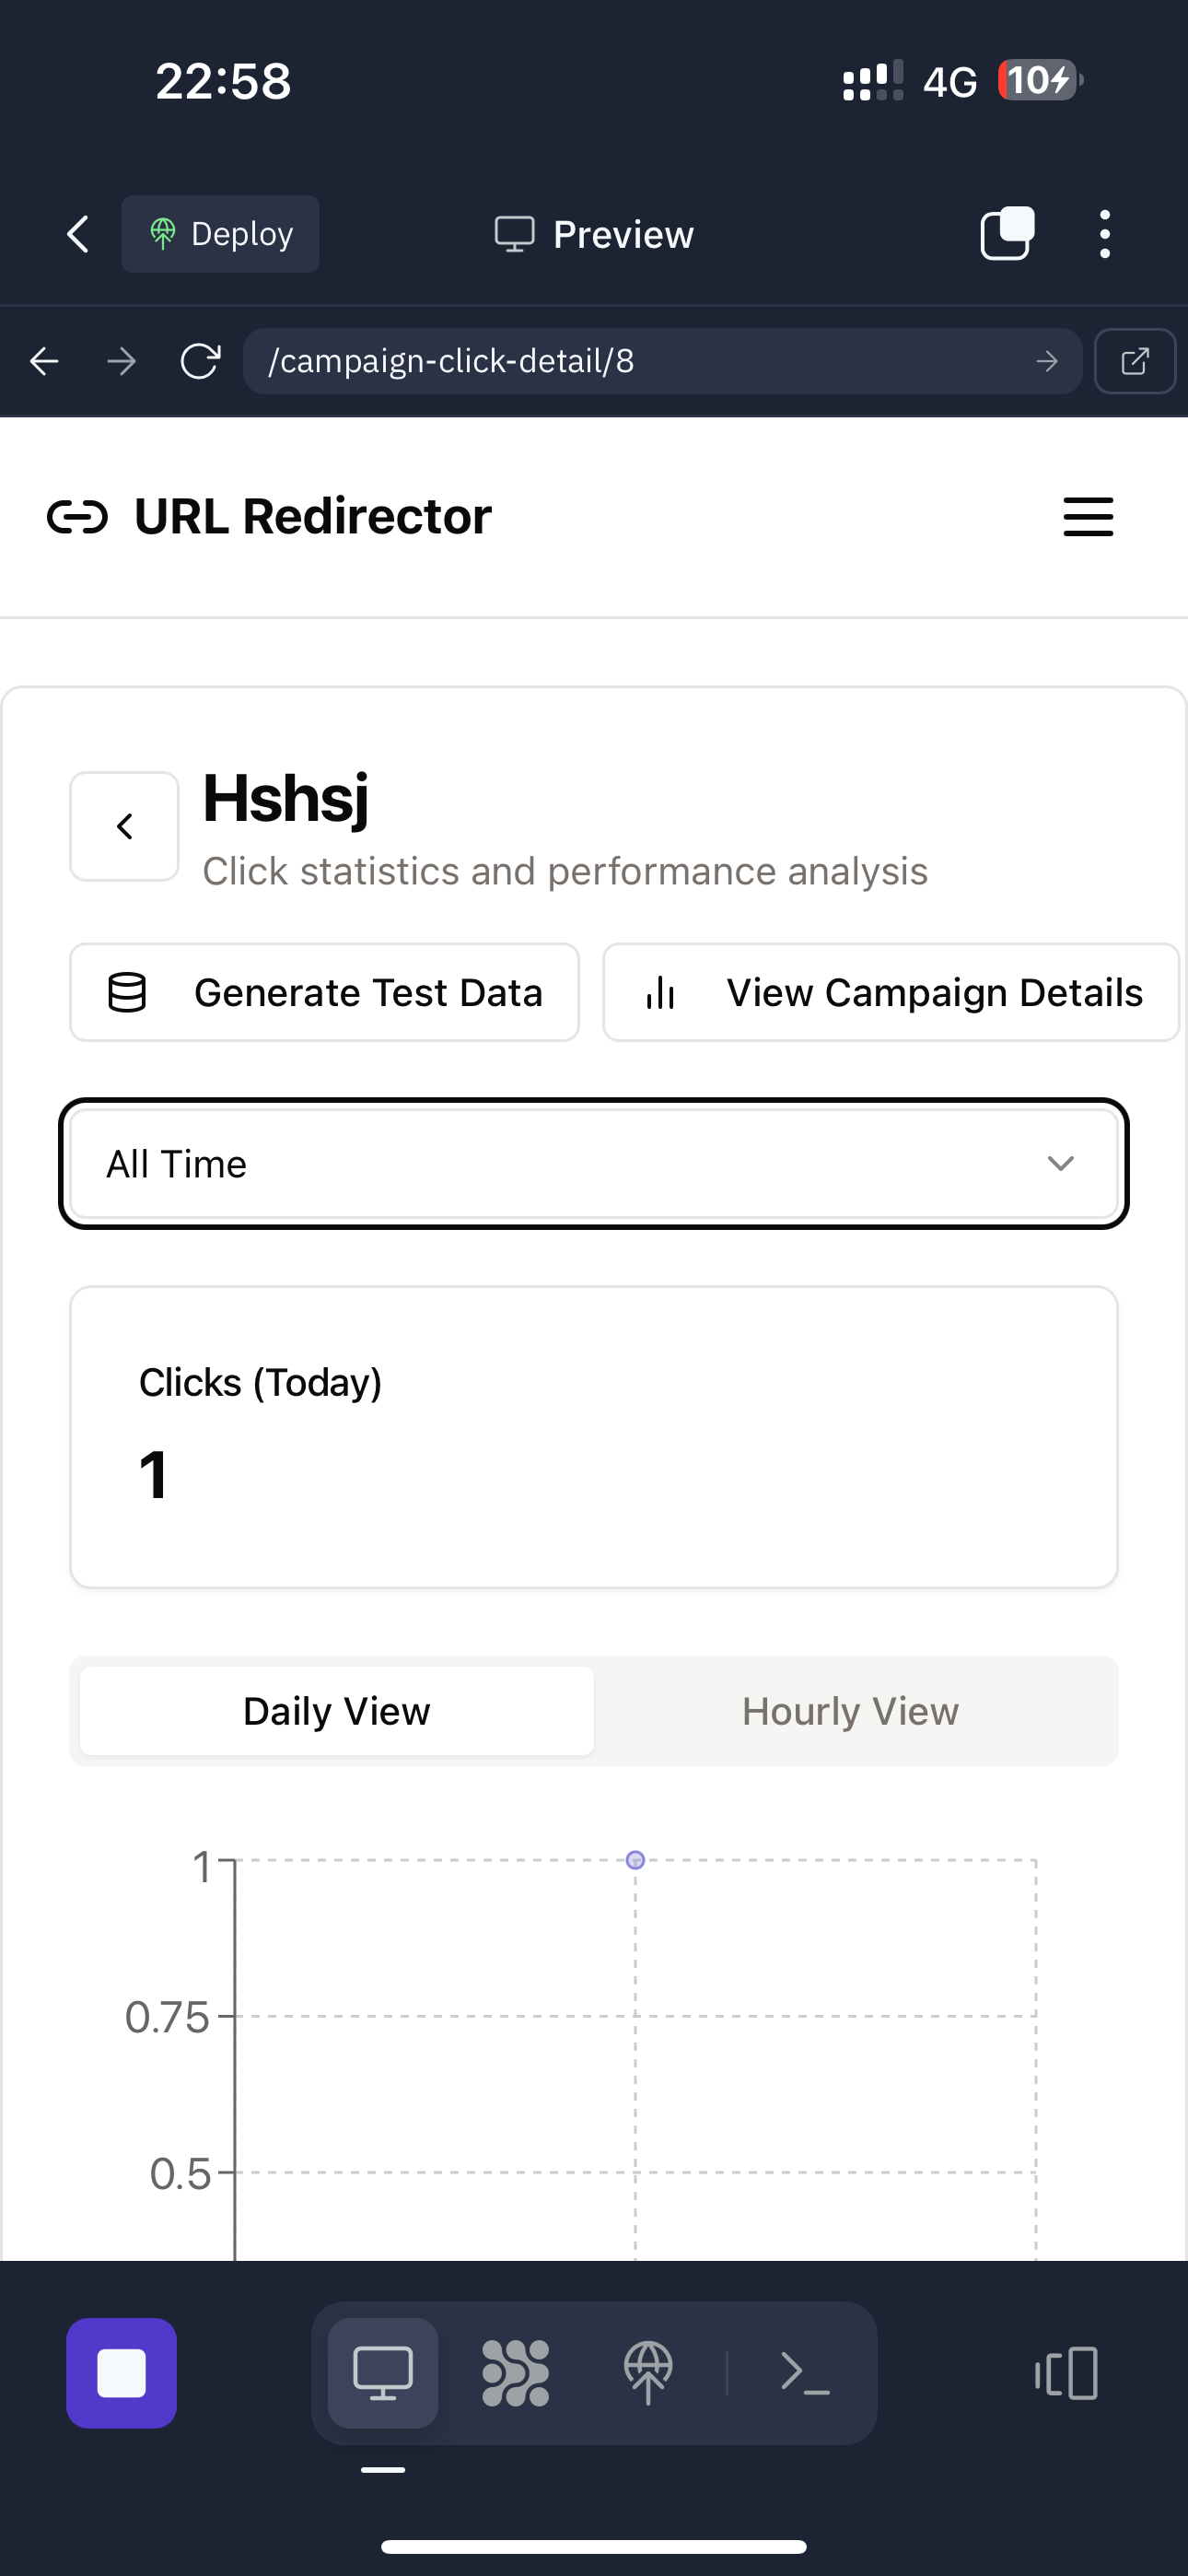 22:58
4G
10
Deploy
Preview
/campaign-click-detail/8
URL Redirector
Hshsj
Click statistics and performance analysis
Generate Test Data
View Campaign Details
All Time
Clicks (Today)
1
Daily View
Hourly View
1
0.75
0.5